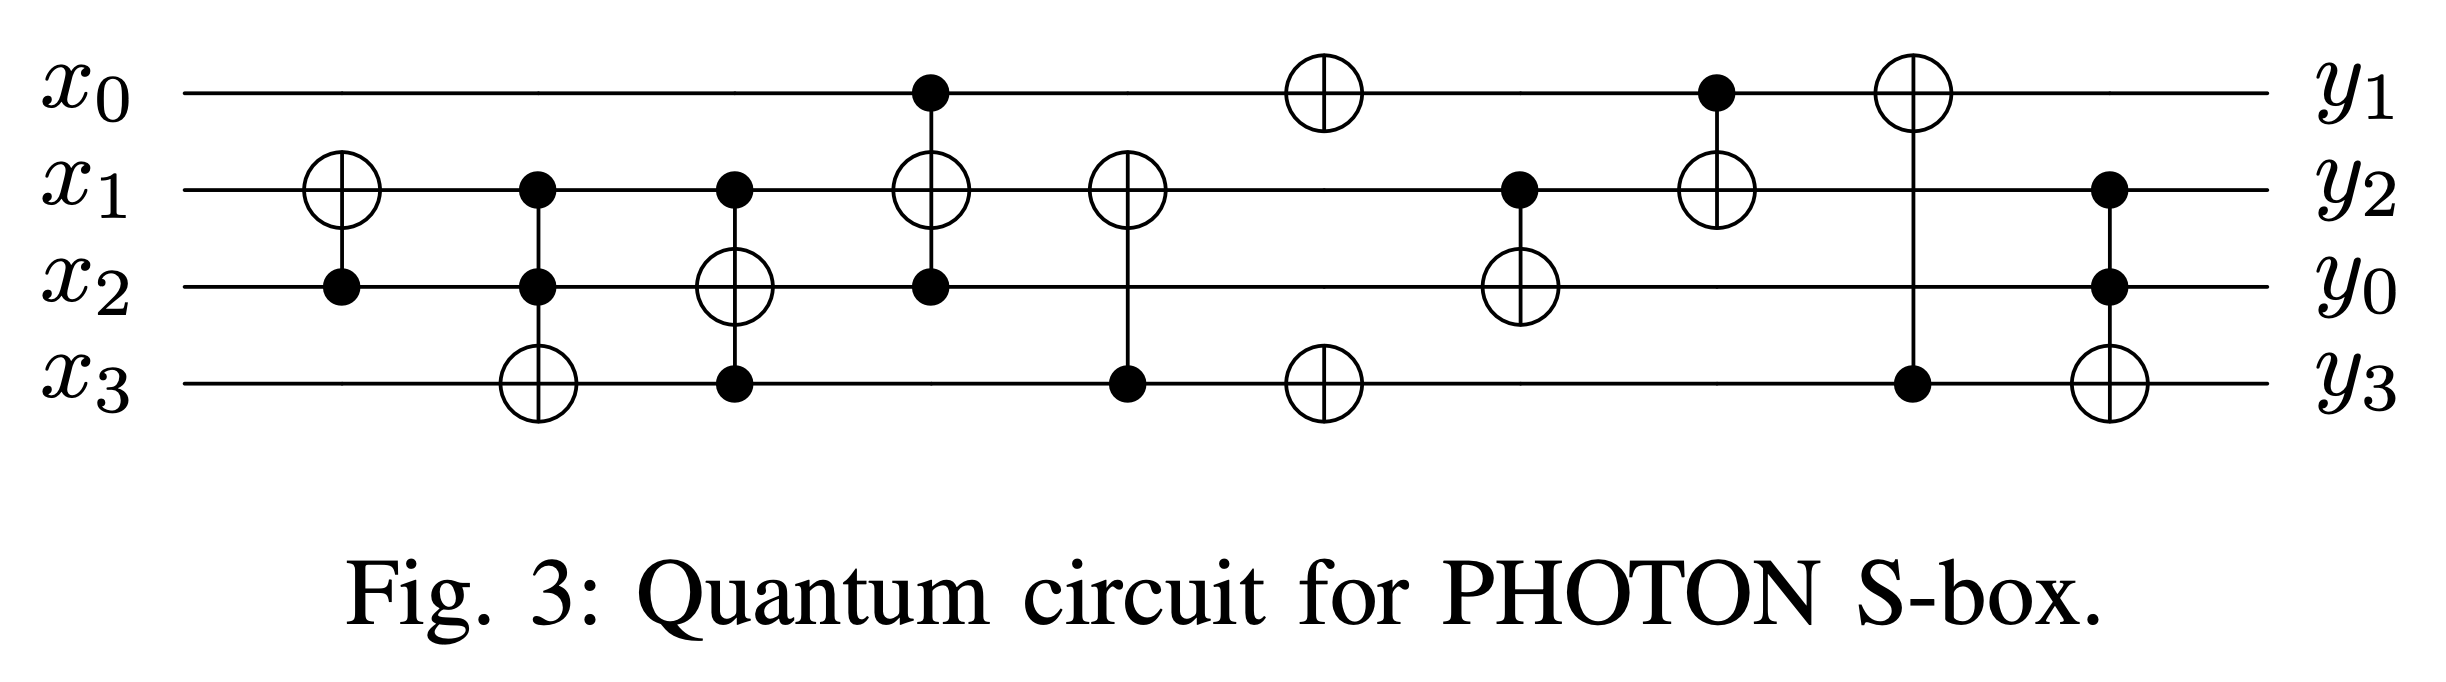 x₀ y₁
x₁ y₂
x₂ y₀
x₃ y₃
Fig. 3: Quantum circuit for PHOTON S-box.